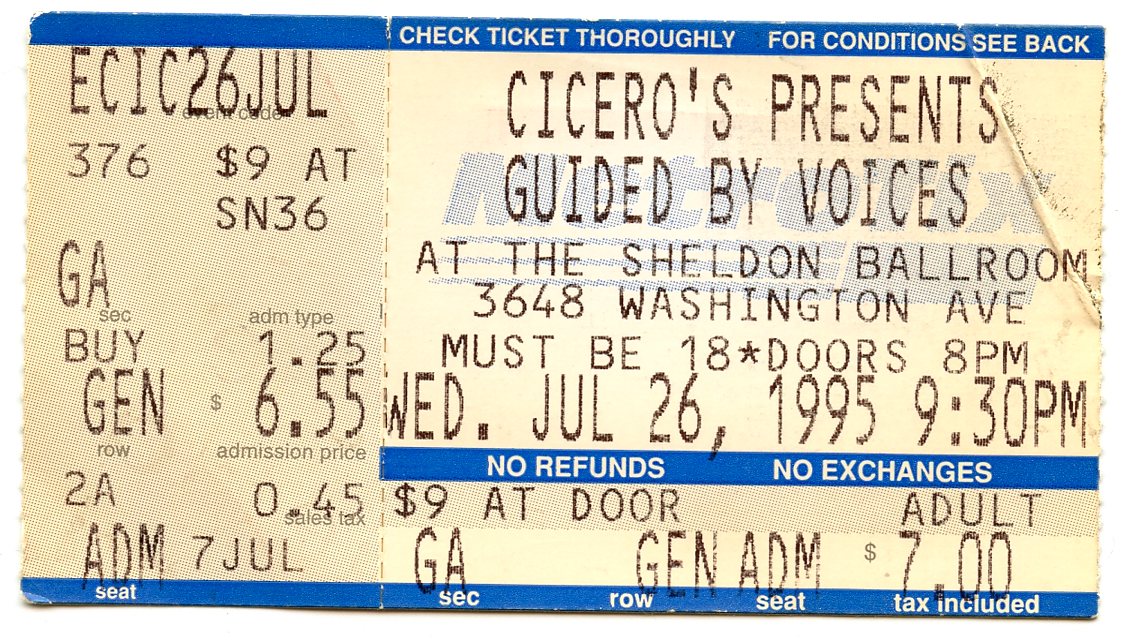 CHECK TICKET THOROUGHLY FOR CONDITIONS SEE BACK
ECIC26JUL
event code
376 $9 AT
SN36
GA
sec adm type
BUY 1.25
GEN $ 6.55
row admission price
2A 0.45
sales tax
ADM 7JUL
seat
CICERO'S PRESENTS
GUIDED BY VOICES
MetroTix
AT THE SHELDON BALLROOM
3648 WASHINGTON AVE
MUST BE 18*DOORS 8PM
WED. JUL 26, 1995 9:30PM
NO REFUNDS NO EXCHANGES
$9 AT DOOR ADULT
GA GEN ADM $ 7.00
sec row seat tax included